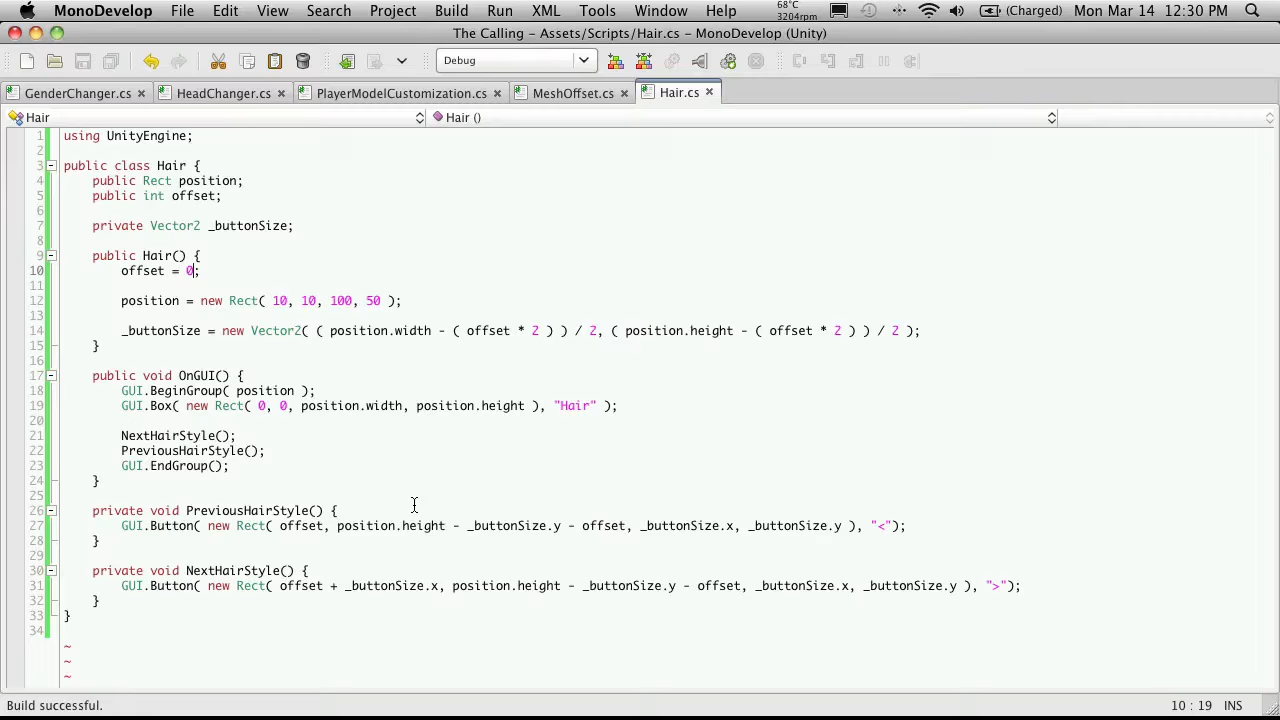 MonoDevelop File Edit View Search Project Build Run XML Tools Window Help 68°C 3204rpm (Charged) Mon Mar 14 12:30 PM
The Calling - Assets/Scripts/Hair.cs - MonoDevelop (Unity)
Debug
GenderChanger.cs HeadChanger.cs PlayerModelCustomization.cs MeshOffset.cs Hair.cs
Hair Hair ()
1 using UnityEngine;
2
3 public class Hair {
4 public Rect position;
5 public int offset;
6
7 private Vector2 _buttonSize;
8
9 public Hair() {
10 offset = 0;
11
12 position = new Rect( 10, 10, 100, 50 );
13
14 _buttonSize = new Vector2( ( position.width - ( offset * 2 ) ) / 2, ( position.height - ( offset * 2 ) ) / 2 );
15 }
16
17 public void OnGUI() {
18 GUI.BeginGroup( position );
19 GUI.Box( new Rect( 0, 0, position.width, position.height ), "Hair" );
20
21 NextHairStyle();
22 PreviousHairStyle();
23 GUI.EndGroup();
24 }
25
26 private void PreviousHairStyle() {
27 GUI.Button( new Rect( offset, position.height - _buttonSize.y - offset, _buttonSize.x, _buttonSize.y ), "<");
28 }
29
30 private void NextHairStyle() {
31 GUI.Button( new Rect( offset + _buttonSize.x, position.height - _buttonSize.y - offset, _buttonSize.x, _buttonSize.y ), ">");
32 }
33 }
34
~
~
~
Build successful. 10 : 19 INS